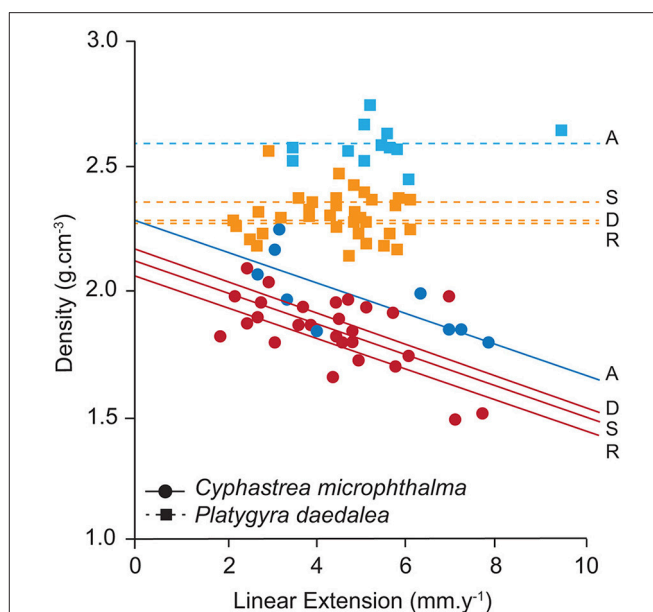 3.0
2.5
2.0
1.5
1.0
Density (g.cm-3)
A
S
D
R
A
D
S
R
Cyphastrea microphthalma
Platygyra daedalea
0 2 4 6 8 10
Linear Extension (mm.y-1)